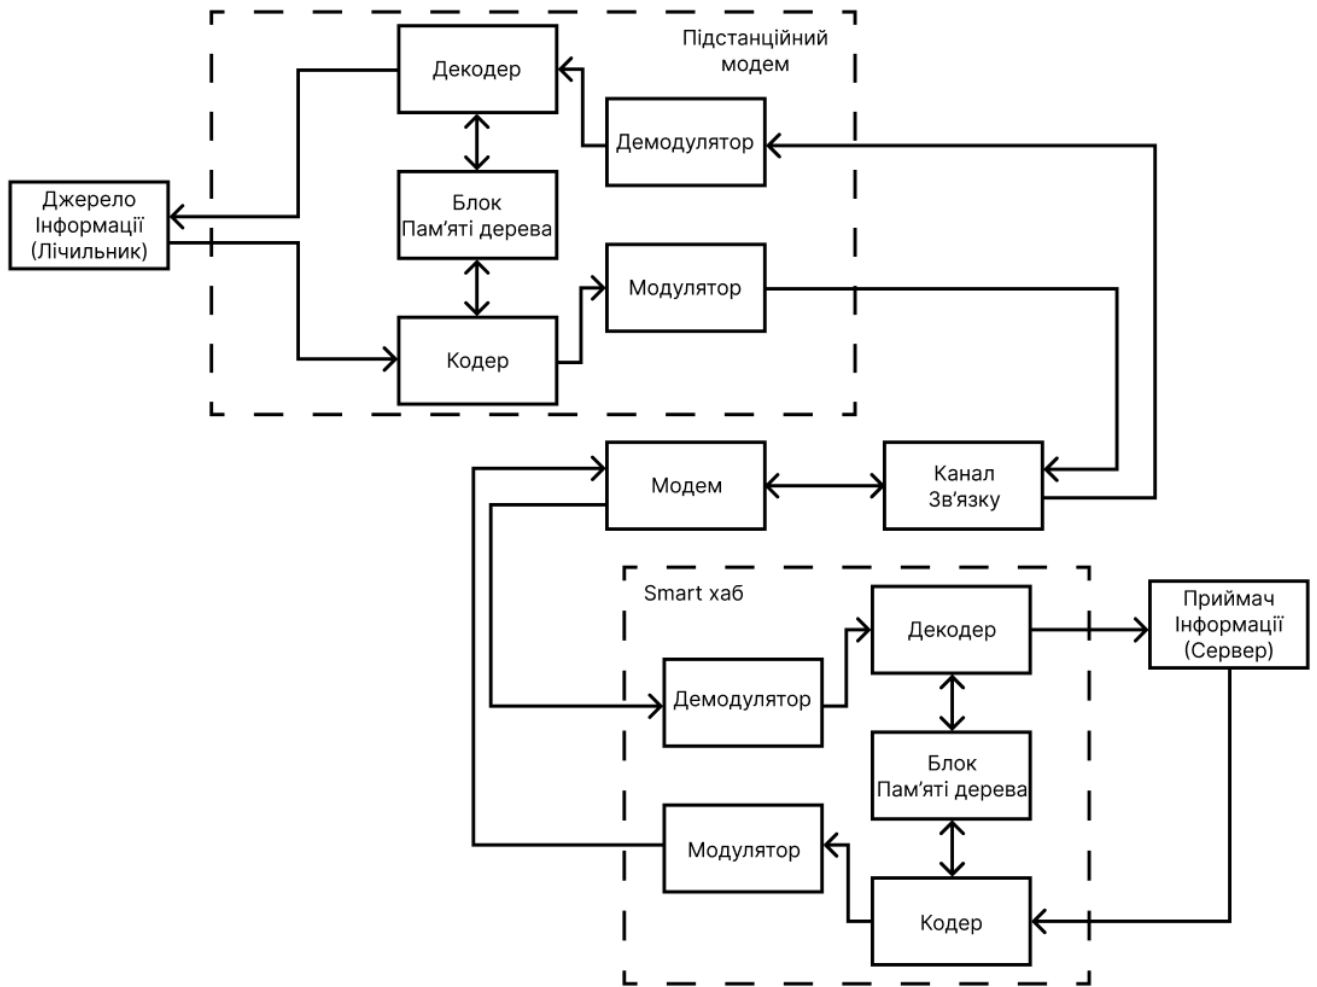 Підстанційний
модем
Декодер
Демодулятор
Джерело
Інформації
(Лічильник)
Блок
Пам'яті дерева
Модулятор
Кодер
Модем
Канал
Зв'язку
Smart хаб
Декодер
Приймач
Інформації
(Сервер)
Демодулятор
Блок
Пам'яті дерева
Модулятор
Кодер